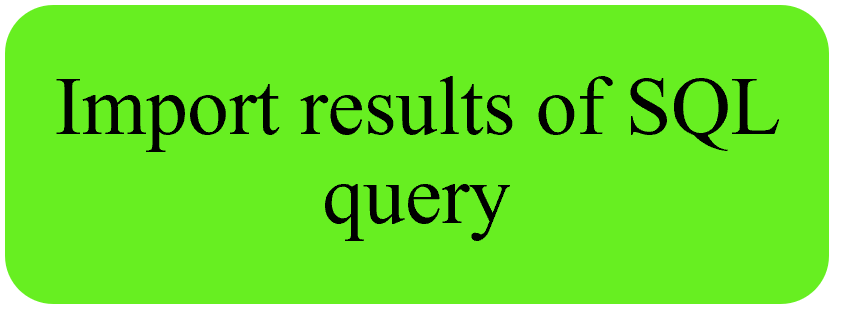 Import results of SQL
query